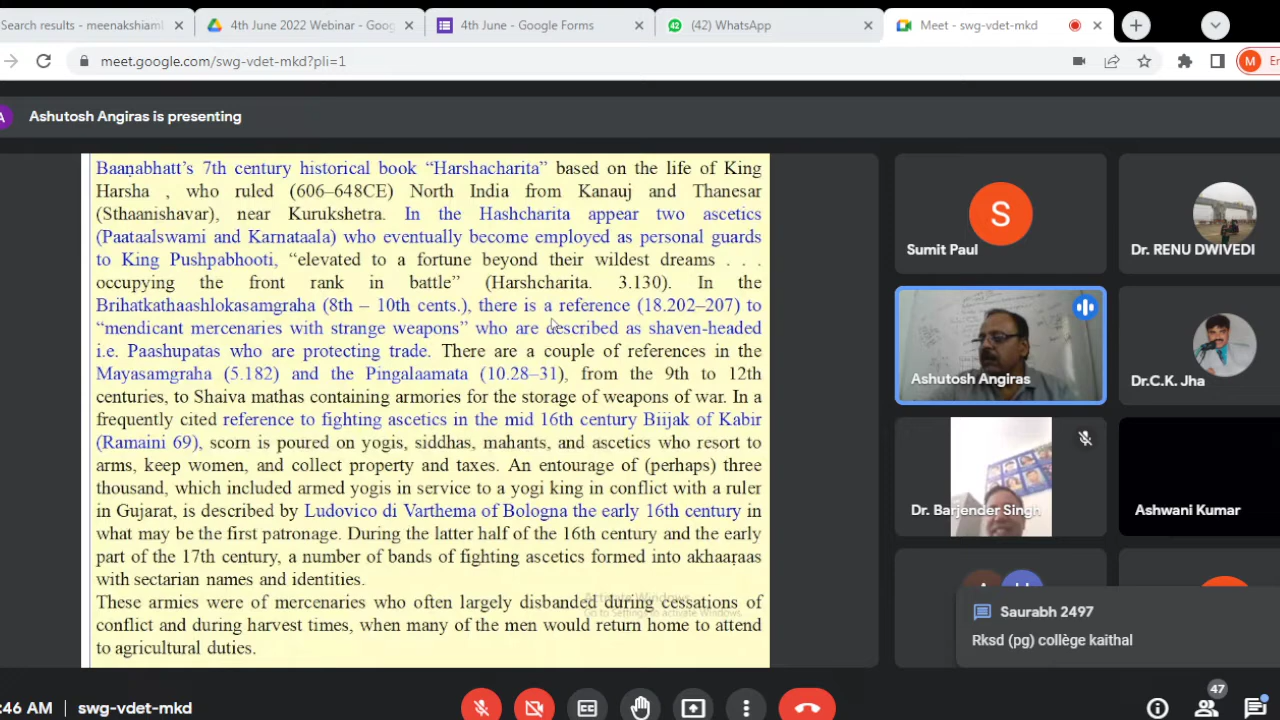 Search results - meenakshiaml
4th June 2022 Webinar - Goog
4th June - Google Forms
(42) WhatsApp
Meet - swg-vdet-mkd
meet.google.com/swg-vdet-mkd?pli=1
M
Er
A
Ashutosh Angiras is presenting
Baaṇabhatt's 7th century historical book “Harshacharita” based on the life of King
Harsha , who ruled (606–648CE) North India from Kanauj and Thanesar
(Sthaanishavar), near Kurukshetra. In the Hashcharita appear two ascetics
(Paataalswami and Karnataala) who eventually become employed as personal guards
to King Pushpabhooti, “elevated to a fortune beyond their wildest dreams . . .
occupying the front rank in battle” (Harshcharita. 3.130). In the
Brihatkathaashlokasamgraha (8th – 10th cents.), there is a reference (18.202–207) to
“mendicant mercenaries with strange weapons” who are described as shaven-headed
i.e. Paashupatas who are protecting trade. There are a couple of references in the
Mayasamgraha (5.182) and the Pingalaamata (10.28–31), from the 9th to 12th
centuries, to Shaiva mathas containing armories for the storage of weapons of war. In a
frequently cited reference to fighting ascetics in the mid 16th century Biijak of Kabir
(Ramaini 69), scorn is poured on yogis, siddhas, mahants, and ascetics who resort to
arms, keep women, and collect property and taxes. An entourage of (perhaps) three
thousand, which included armed yogis in service to a yogi king in conflict with a ruler
in Gujarat, is described by Ludovico di Varthema of Bologna the early 16th century in
what may be the first patronage. During the latter half of the 16th century and the early
part of the 17th century, a number of bands of fighting ascetics formed into akhaaṛaas
with sectarian names and identities.
These armies were of mercenaries who often largely disbanded during cessations of
conflict and during harvest times, when many of the men would return home to attend
to agricultural duties.
Activate Windows
Go to Settings to activate Windows.
S
Sumit Paul
Dr. RENU DWIVEDI
Ashutosh Angiras
Dr.C.K. Jha
Dr. Barjender Singh
Ashwani Kumar
Saurabh 2497
Rksd (pg) collège kaithal
:46 AM
swg-vdet-mkd
47